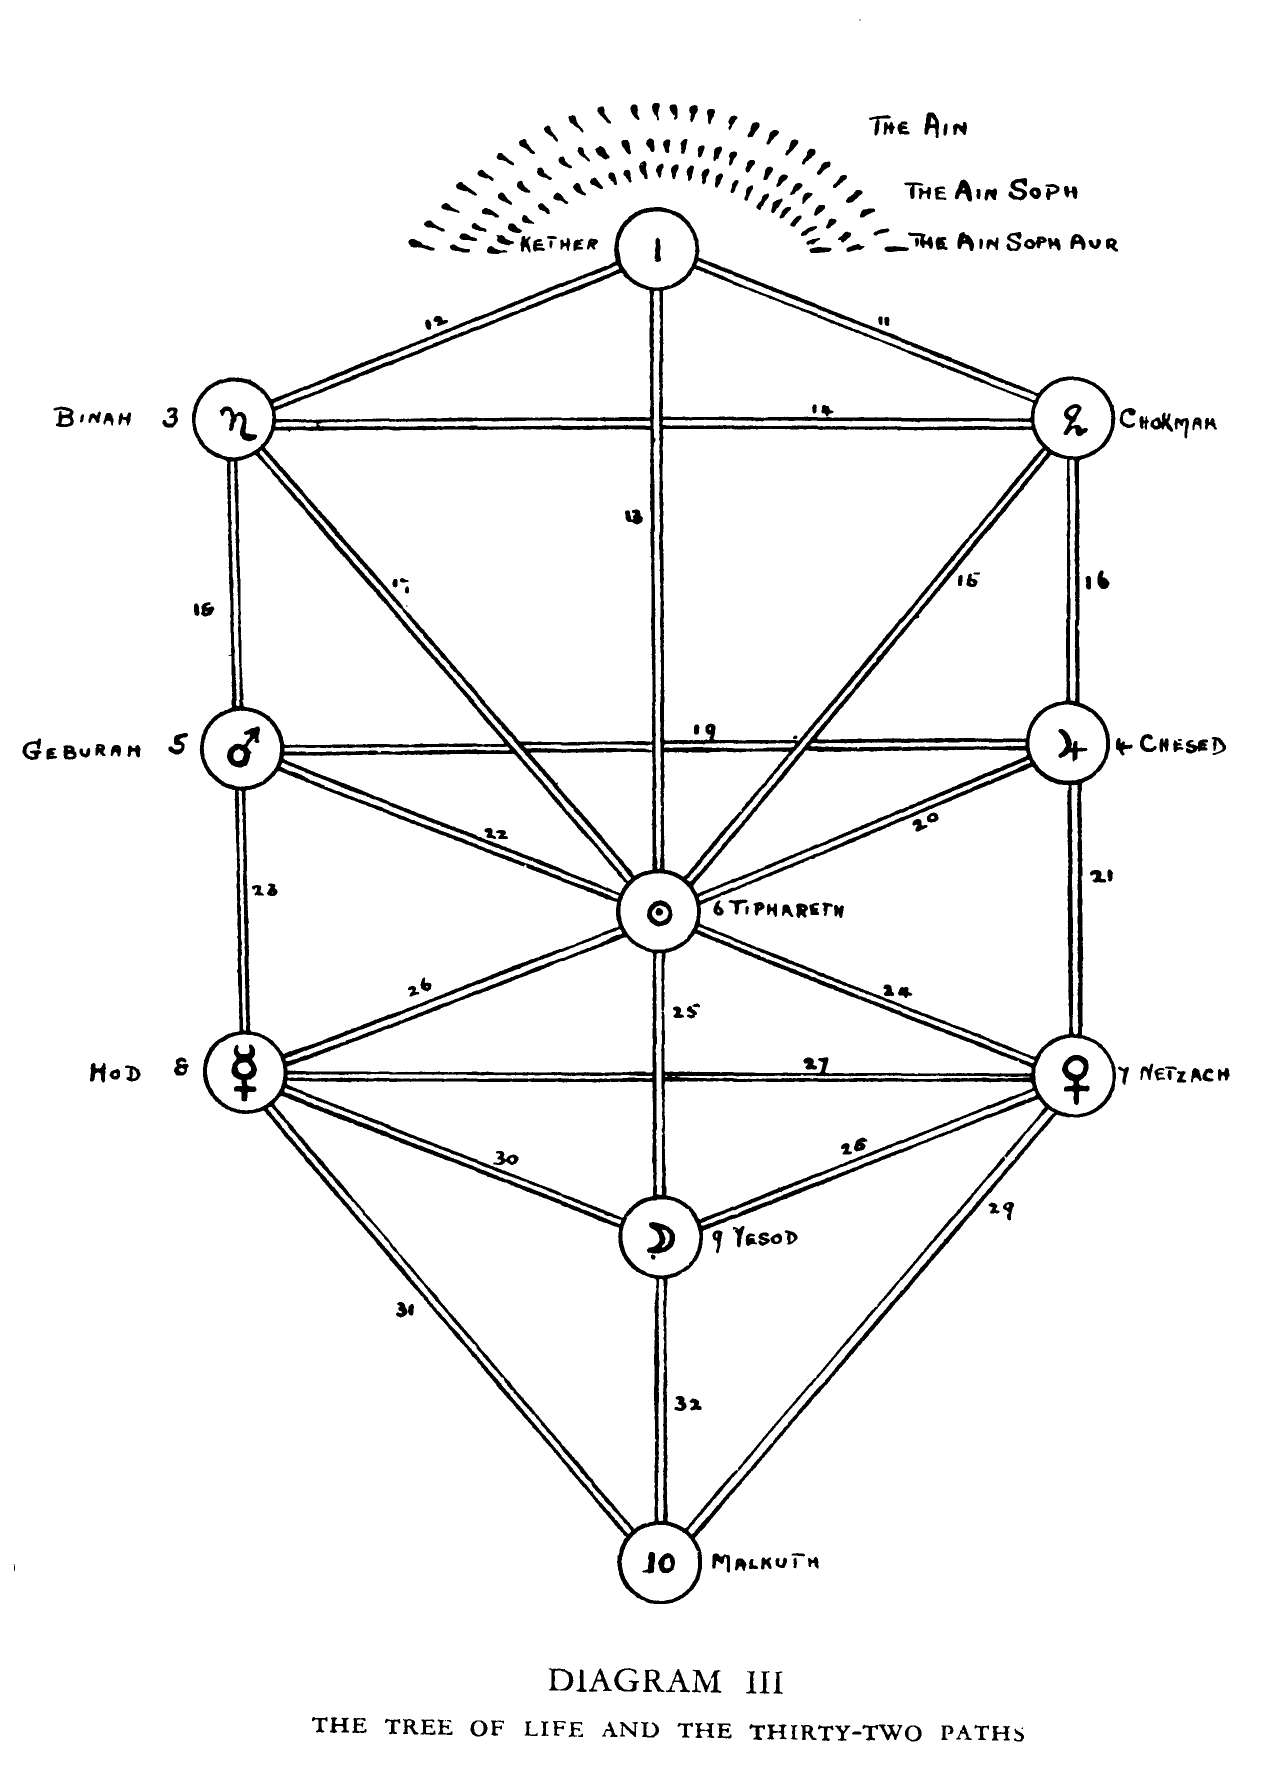 THE AIN
THE AIN SOPH
KETHER 1 THE AIN SOPH AUR
12 11
BINAH 3 CHOKMAH
14
13
17 15 16
18
19
GEBURAH 5 4 CHESED
22 20
23 21
6 TIPHARETH
26 24
25
27
HOD 8 7 NETZACH
30 28
29
9 YESOD
31
32
10 MALKUTH
DIAGRAM III
THE TREE OF LIFE AND THE THIRTY-TWO PATHS